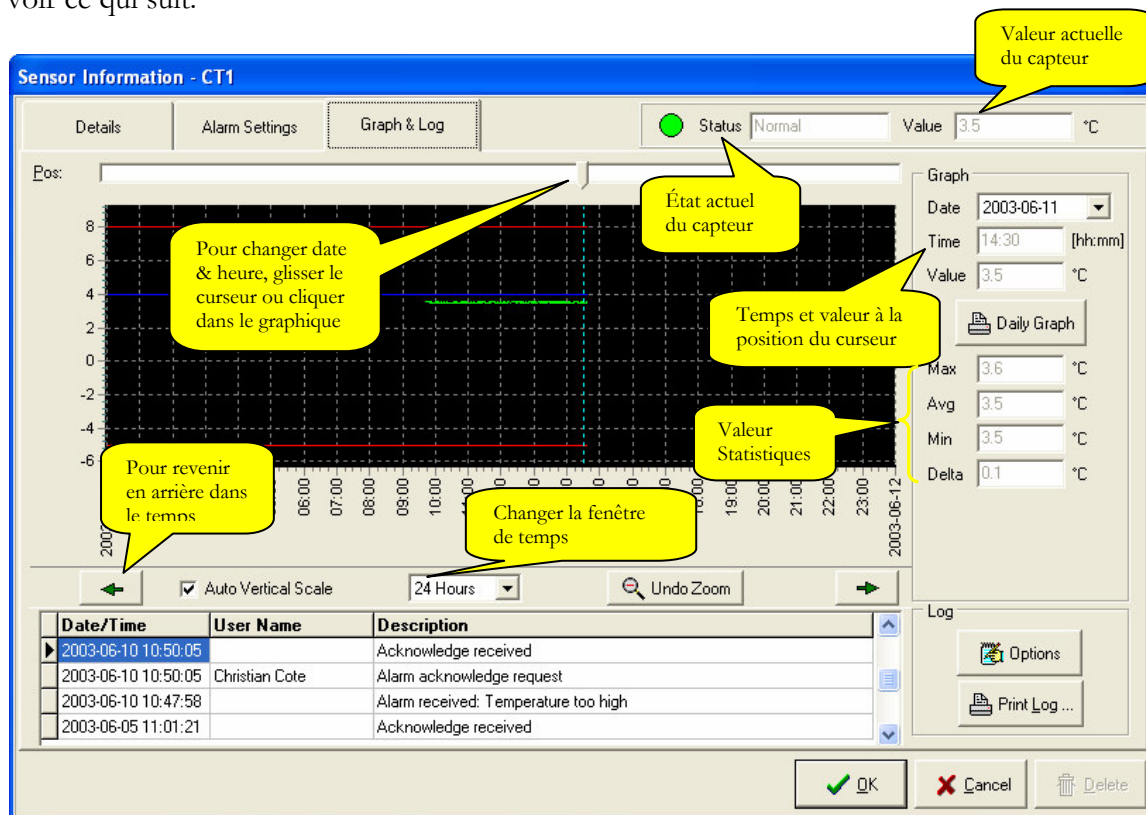 voir ce qui suit.
Valeur actuelle
du capteur
Sensor Information - CT1
Details
Alarm Settings
Graph & Log
Status Normal
Value 3.5 °C
Pos:
État actuel
du capteur
Pour changer date
& heure, glisser le
curseur ou cliquer
dans le graphique
Graph
Date 2003-06-11
Time 14:30 [hh:mm]
Value 3.5 °C
Temps et valeur à la
position du curseur
Daily Graph
Max 3.6 °C
Avg 3.5 °C
Min 3.5 °C
Delta 0.1 °C
Valeur
Statistiques
8
6
4
2
0
-2
-4
-6
Pour revenir
en arrière dans
le temps
06:00
07:00
08:00
09:00
10:00
19:00
20:00
21:00
22:00
23:00
2003-06-12
Changer la fenêtre
de temps
Auto Vertical Scale
24 Hours
Undo Zoom
Date/Time User Name Description
2003-06-10 10:50:05 Acknowledge received
2003-06-10 10:50:05 Christian Cote Alarm acknowledge request
2003-06-10 10:47:58 Alarm received: Temperature too high
2003-06-05 11:01:21 Acknowledge received
Log
Options
Print Log ...
OK
Cancel
Delete